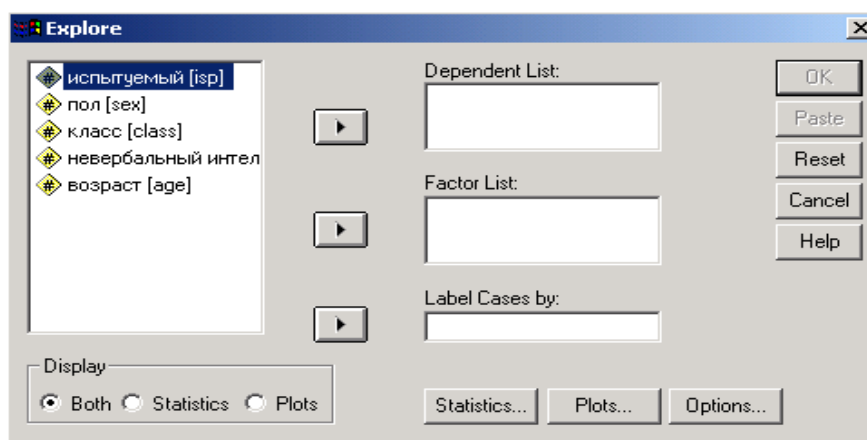 Explore
испытуемый [isp]
пол [sex]
класс [class]
невербальный интел
возраст [age]
Dependent List:
Factor List:
Label Cases by:
OK
Paste
Reset
Cancel
Help
Display
Both Statistics Plots
Statistics... Plots... Options...